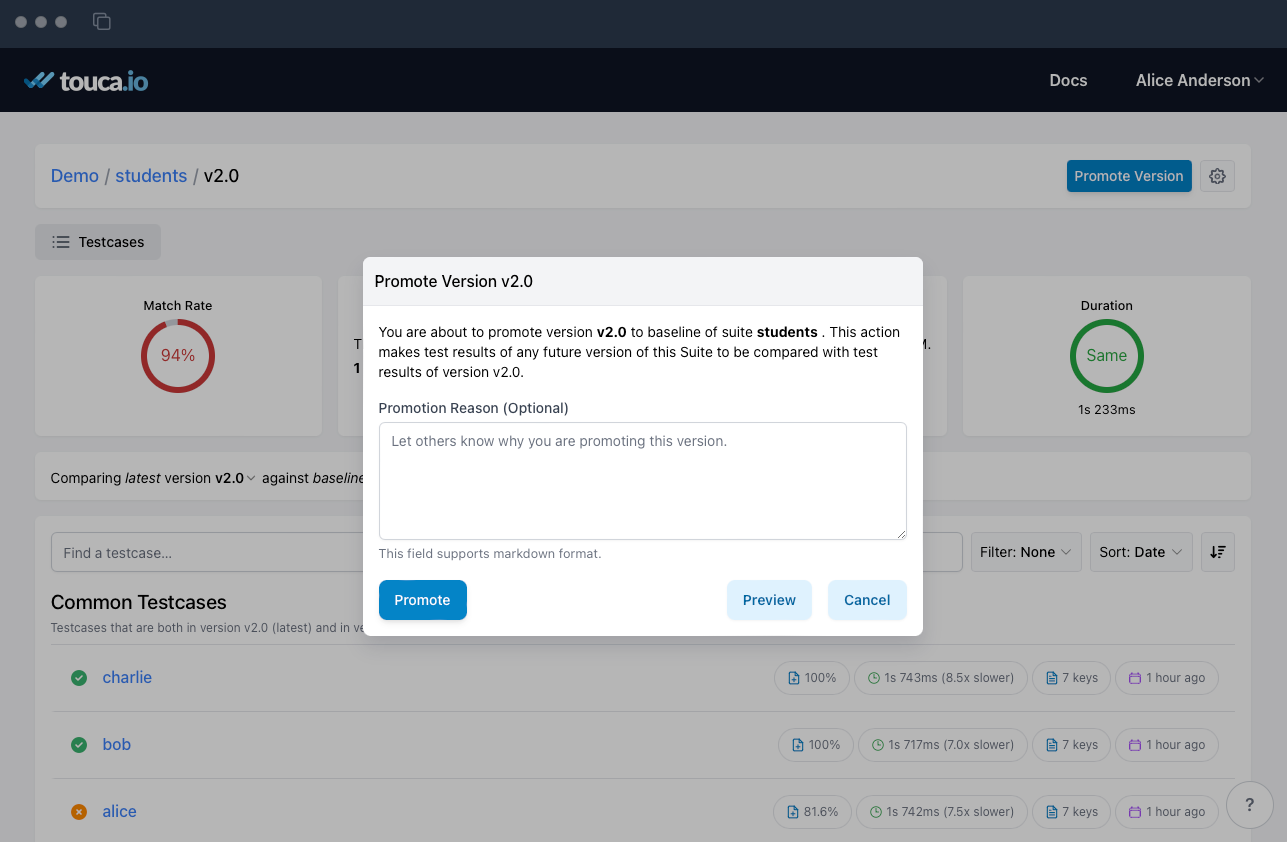 touca.io
Docs
Alice Anderson
Demo / students / v2.0
Promote Version
Testcases
Match Rate
94%
Duration
Same
1s 233ms
Promote Version v2.0
You are about to promote version v2.0 to baseline of suite students . This action
makes test results of any future version of this Suite to be compared with test
results of version v2.0.
Promotion Reason (Optional)
Let others know why you are promoting this version.
This field supports markdown format.
Promote
Preview
Cancel
Comparing latest version v2.0 against baseline
Find a testcase...
Filter: None
Sort: Date
Common Testcases
Testcases that are both in version v2.0 (latest) and in
charlie
100%
1s 743ms (8.5x slower)
7 keys
1 hour ago
bob
100%
1s 717ms (7.0x slower)
7 keys
1 hour ago
alice
81.6%
1s 742ms (7.5x slower)
7 keys
1 hour ago
?